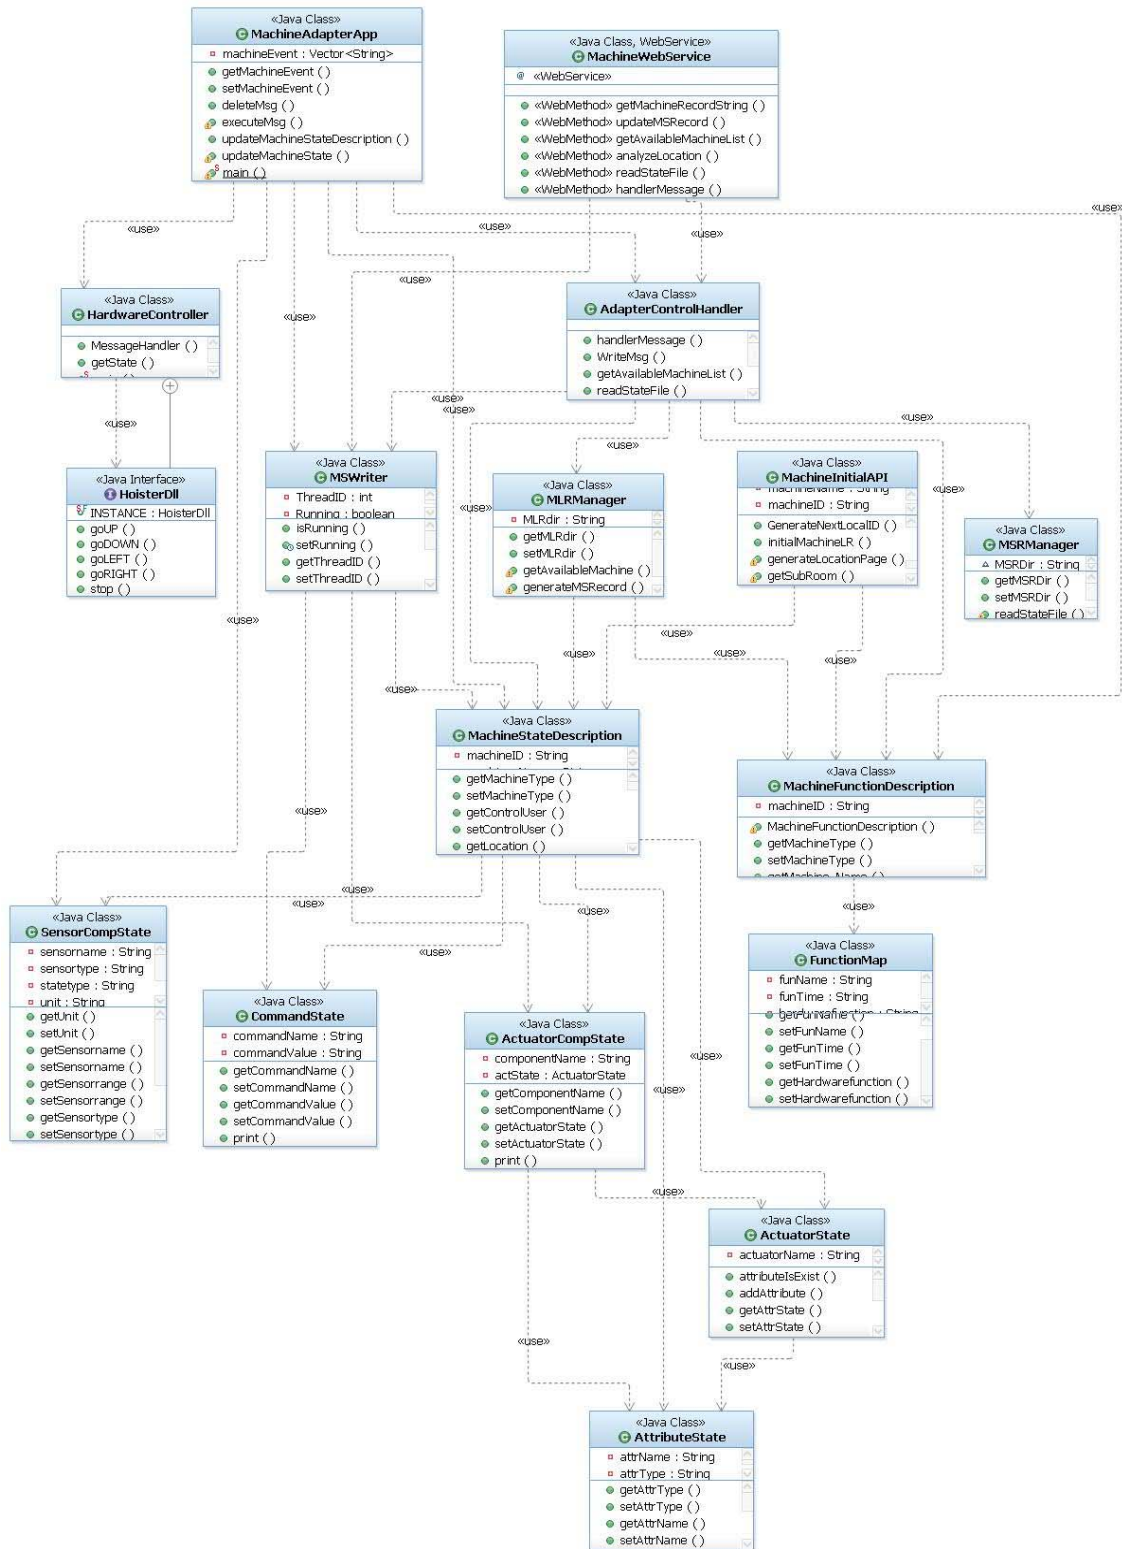 «Java Class»
MachineAdapterApp
machineEvent : Vector<String>
getMachineEvent ( )
setMachineEvent ( )
deleteMsg ( )
executeMsg ( )
updateMachineStateDescription ( )
updateMachineState ( )
main ( )
«Java Class, WebService»
MachineWebService
«WebService»
«WebMethod» getMachineRecordString ( )
«WebMethod» updateMSRecord ( )
«WebMethod» getAvailableMachineList ( )
«WebMethod» analyzeLocation ( )
«WebMethod» readStateFile ( )
«WebMethod» handlerMessage ( )
«use»
«use»
«use»
«use»
«use»
«use»
«use»
«Java Class»
HardwareController
MessageHandler ( )
getState ( )
«Java Class»
AdapterControlHandler
handlerMessage ( )
WriteMsg ( )
getAvailableMachineList ( )
readStateFile ( )
«use»
«use»
«use»
«use»
«use»
«use»
«use»
«Java Interface»
HoisterDll
INSTANCE : HoisterDll
goUP ( )
goDOWN ( )
goLEFT ( )
goRIGHT ( )
stop ( )
«Java Class»
MSWriter
ThreadID : int
Running : boolean
isRunning ( )
setRunning ( )
getThreadID ( )
setThreadID ( )
«Java Class»
MLRManager
MLRdir : String
getMLRdir ( )
setMLRdir ( )
getAvailableMachine ( )
generateMSRecord ( )
«Java Class»
MachineInitialAPI
machineName : String
machineID : String
GenerateNextLocalID ( )
initialMachineLR ( )
generateLocationPage ( )
getSubRoom ( )
«Java Class»
MSRManager
MSRDir : String
getMSRDir ( )
setMSRDir ( )
readStateFile ( )
«use»
«use»
«use»
«use»
«use»
«use»
«Java Class»
MachineStateDescription
machineID : String
getMachineType ( )
setMachineType ( )
getControlUser ( )
setControlUser ( )
getLocation ( )
«Java Class»
MachineFunctionDescription
machineID : String
MachineFunctionDescription ( )
getMachineType ( )
setMachineType ( )
getMachine_Name ( )
«use»
«use»
«use»
«use»
«use»
«use»
«use»
«Java Class»
SensorCompState
sensorname : String
sensortype : String
statetype : String
unit : String
getUnit ( )
setUnit ( )
getSensorname ( )
setSensorname ( )
getSensorrange ( )
setSensorrange ( )
getSensortype ( )
setSensortype ( )
«Java Class»
CommandState
commandName : String
commandValue : String
getCommandName ( )
setCommandName ( )
getCommandValue ( )
setCommandValue ( )
print ( )
«Java Class»
ActuatorCompState
componentName : String
actState : ActuatorState
getComponentName ( )
setComponentName ( )
getActuatorState ( )
setActuatorState ( )
print ( )
«Java Class»
FunctionMap
funName : String
funTime : String
getFunName ( )
setFunName ( )
getFunTime ( )
setFunTime ( )
getHardwarefunction ( )
setHardwarefunction ( )
«use»
«use»
«use»
«Java Class»
ActuatorState
actuatorName : String
attributeIsExist ( )
addAttribute ( )
getAttrState ( )
setAttrState ( )
«use»
«use»
«Java Class»
AttributeState
attrName : String
attrType : String
getAttrType ( )
setAttrType ( )
getAttrName ( )
setAttrName ( )